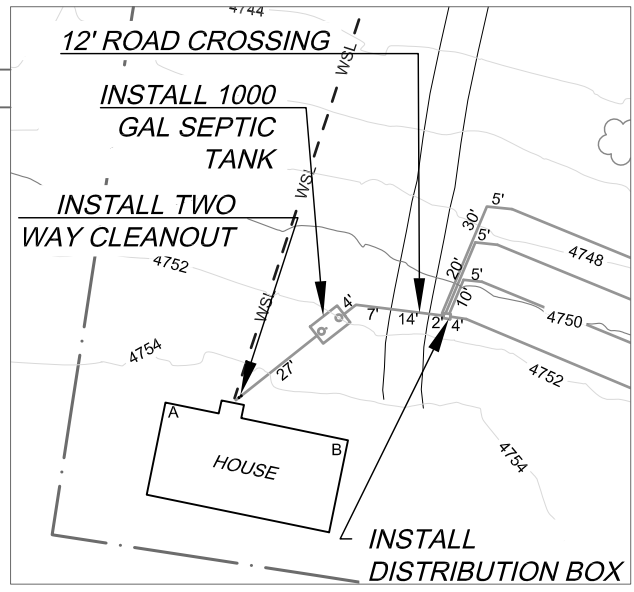 4744
12' ROAD CROSSING
WSL
INSTALL 1000
GAL SEPTIC
TANK
WSL
INSTALL TWO
WAY CLEANOUT
5'
30'
5'
4748
4752
20'
5'
WSL
10'
4'
7'
14'
2'
4'
4750
4754
27'
4752
A
B
HOUSE
4754
INSTALL
DISTRIBUTION BOX